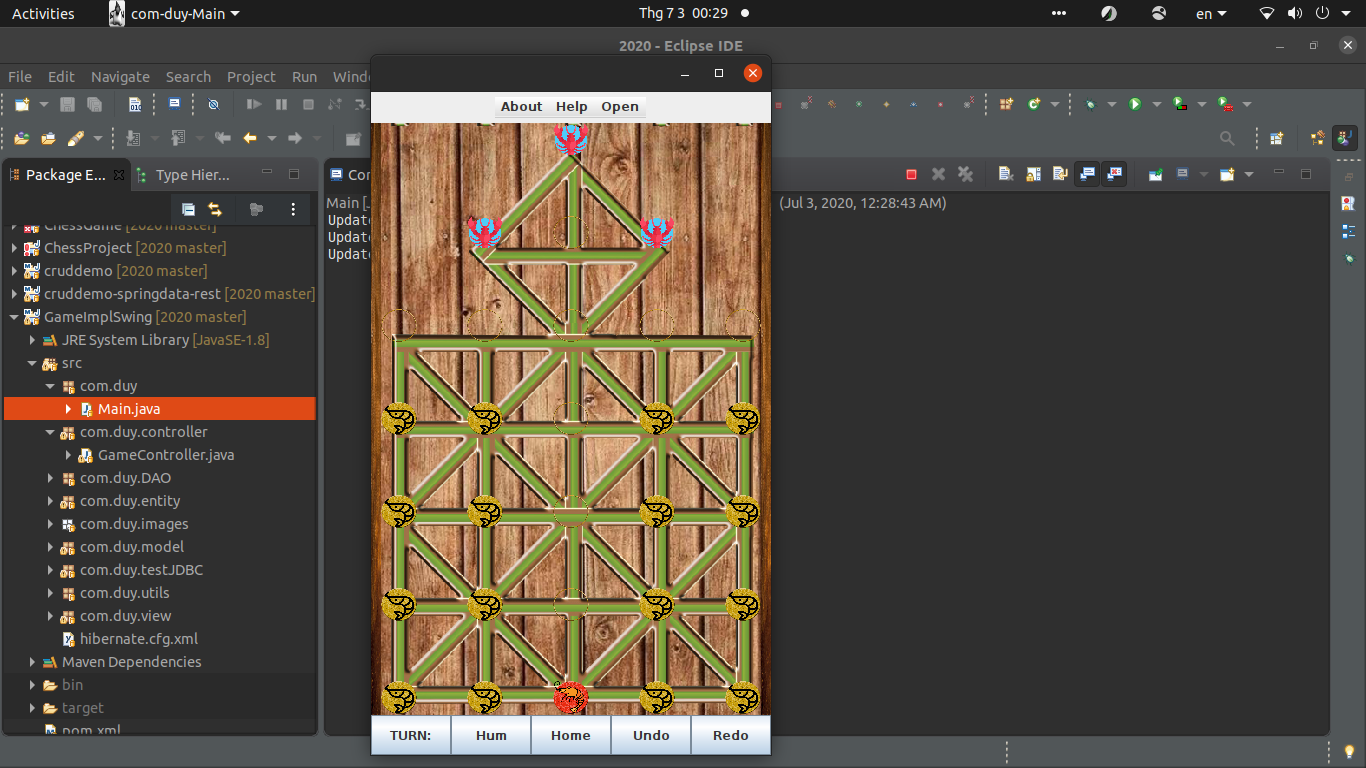 Activities com-duy-Main Thg 7 3 00:29 en
2020 - Eclipse IDE
File Edit Navigate Search Project Run Wind
About Help Open
Package E... Type Hier... Con
Main [ (Jul 3, 2020, 12:28:43 AM)
Update
Update
Update
ChessGame [2020 master]
ChessProject [2020 master]
cruddemo [2020 master]
cruddemo-springdata-rest [2020 master]
GameImplSwing [2020 master]
JRE System Library [JavaSE-1.8]
src
com.duy
Main.java
com.duy.controller
GameController.java
com.duy.DAO
com.duy.entity
com.duy.images
com.duy.model
com.duy.testJDBC
com.duy.utils
com.duy.view
hibernate.cfg.xml
Maven Dependencies
bin
target
pom.xml
TURN: Hum Home Undo Redo